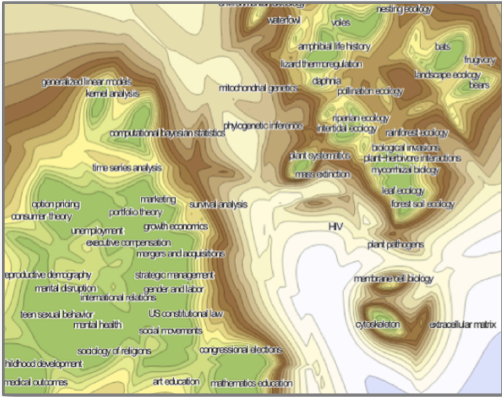 waterfowl
nesting ecology
voles
amphibial life history
bats
lizard thermoregulation
frugivory
landscape ecology
generalized linear models
mitochondrial genetics
daphnia
bears
kernel analysis
pollination ecology
riparian ecology
computational bayesian statistics
phylogenetic inference
intertidal ecology
rainforest ecology
biological invasions
plant systematics
plant-herbivore interactions
time series analysis
mass extinction
mycorrhizal biology
leaf ecology
option pricing
marketing
survival analysis
forest soil ecology
consumer theory
portfolio theory
unemployment
growth economics
HIV
executive compensation
plant pathogens
mergers and acquisitions
eproductive demography
strategic management
membrane cell biology
marital disruption
gender and labor
international relations
teen sexual behavior
US constitutional law
mental health
social movements
cytoskeleton
extracellular matrix
sociology of religions
congressional elections
hildhood development
medical outcomes
art education
mathematics education